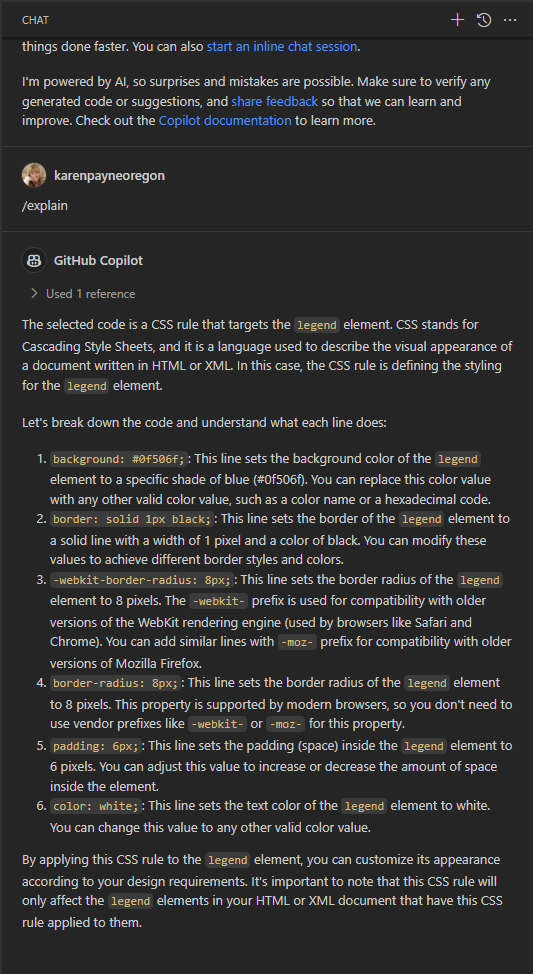 CHAT
things done faster. You can also start an inline chat session.
I'm powered by AI, so surprises and mistakes are possible. Make sure to verify any
generated code or suggestions, and share feedback so that we can learn and
improve. Check out the Copilot documentation to learn more.
karenpayneoregon
/explain
GitHub Copilot
Used 1 reference
The selected code is a CSS rule that targets the legend element. CSS stands for
Cascading Style Sheets, and it is a language used to describe the visual appearance of
a document written in HTML or XML. In this case, the CSS rule is defining the styling
for the legend element.
Let's break down the code and understand what each line does:
1. background: #0f506f; : This line sets the background color of the legend
element to a specific shade of blue (#0f506f). You can replace this color value
with any other valid color value, such as a color name or a hexadecimal code.
2. border: solid 1px black; : This line sets the border of the legend element to
a solid line with a width of 1 pixel and a color of black. You can modify these
values to achieve different border styles and colors.
3. -webkit-border-radius: 8px; : This line sets the border radius of the legend
element to 8 pixels. The -webkit- prefix is used for compatibility with older
versions of the WebKit rendering engine (used by browsers like Safari and
Chrome). You can add similar lines with -moz- prefix for compatibility with older
versions of Mozilla Firefox.
4. border-radius: 8px; : This line sets the border radius of the legend element
to 8 pixels. This property is supported by modern browsers, so you don't need to
use vendor prefixes like -webkit- or -moz- for this property.
5. padding: 6px; : This line sets the padding (space) inside the legend element to
6 pixels. You can adjust this value to increase or decrease the amount of space
inside the element.
6. color: white; : This line sets the text color of the legend element to white.
You can change this value to any other valid color value.
By applying this CSS rule to the legend element, you can customize its appearance
according to your design requirements. It's important to note that this CSS rule will
only affect the legend elements in your HTML or XML document that have this CSS
rule applied to them.